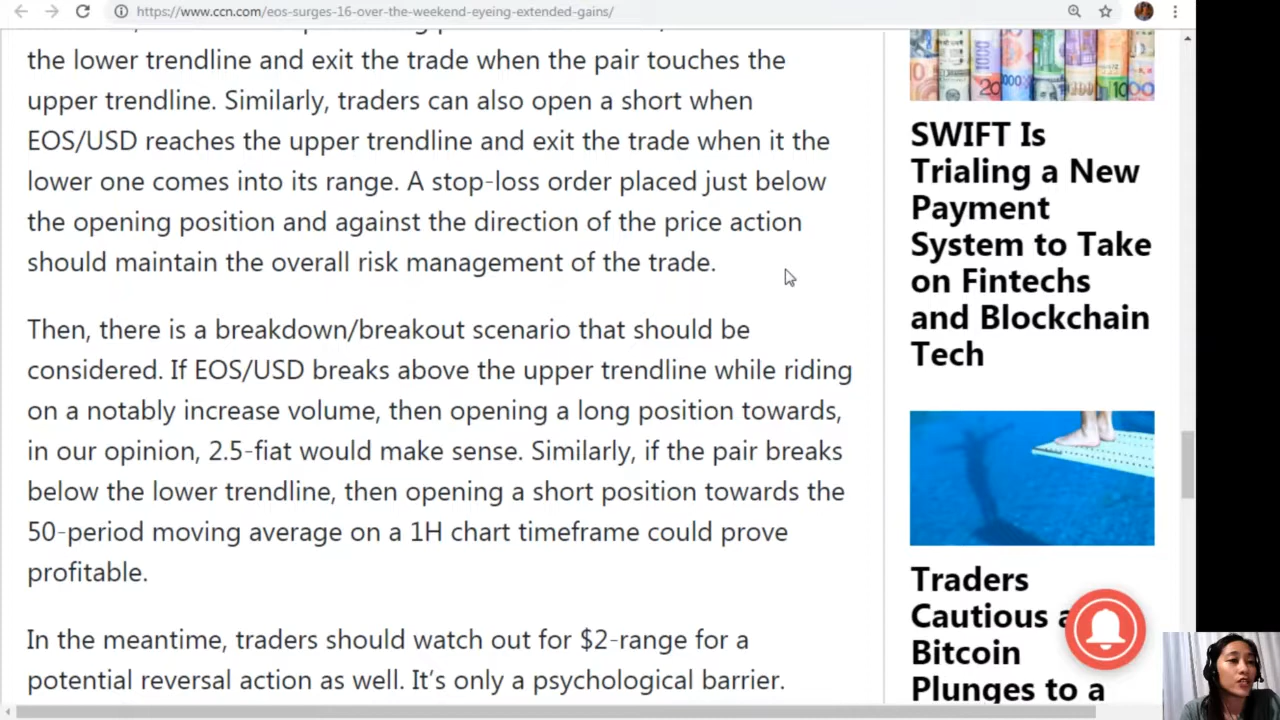 https://www.ccn.com/eos-surges-16-over-the-weekend-eyeing-extended-gains/
the lower trendline and exit the trade when the pair touches the
upper trendline. Similarly, traders can also open a short when
EOS/USD reaches the upper trendline and exit the trade when it the
lower one comes into its range. A stop-loss order placed just below
the opening position and against the direction of the price action
should maintain the overall risk management of the trade.
Then, there is a breakdown/breakout scenario that should be
considered. If EOS/USD breaks above the upper trendline while riding
on a notably increase volume, then opening a long position towards,
in our opinion, 2.5-fiat would make sense. Similarly, if the pair breaks
below the lower trendline, then opening a short position towards the
50-period moving average on a 1H chart timeframe could prove
profitable.
In the meantime, traders should watch out for $2-range for a
potential reversal action as well. It's only a psychological barrier.
SWIFT Is
Trialing a New
Payment
System to Take
on Fintechs
and Blockchain
Tech
Traders
Cautious
Bitcoin
Plunges to a